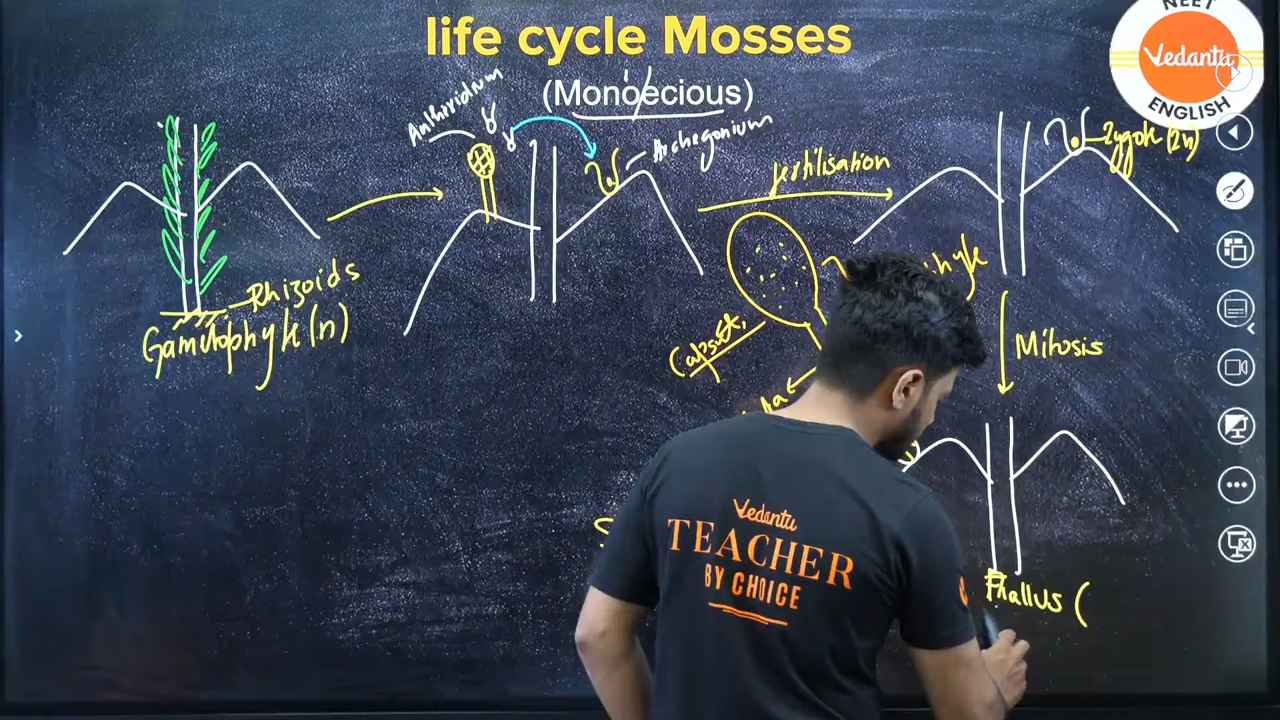 life cycle Mosses
(Monoecious)
NEET
Vedantu
ENGLISH
Antheridium
Archegonium
fertilisation
Zygote (2n)
Rhizoids
Gametophyte (n)
Capsule
Mitosis
Thallus (
Vedantu
TEACHER
BY CHOICE